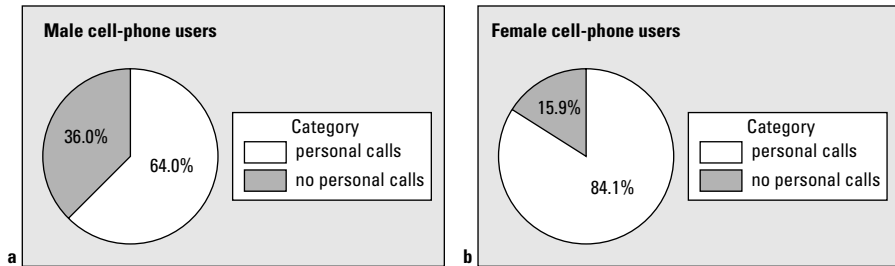 Male cell-phone users
36.0%
64.0%
Category
personal calls
no personal calls
a
Female cell-phone users
15.9%
84.1%
Category
personal calls
no personal calls
b